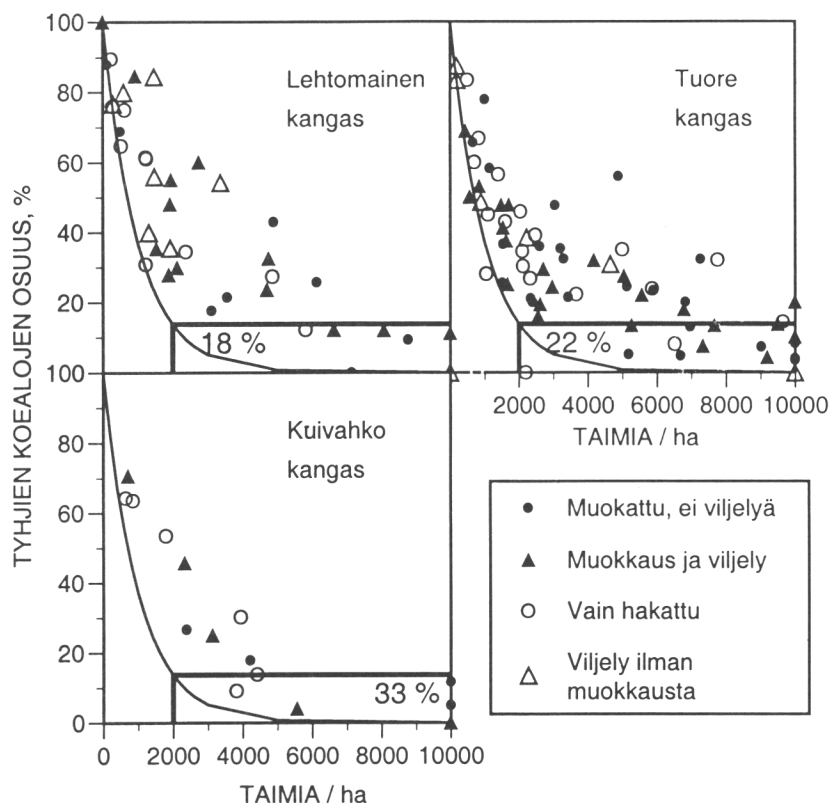 TYHJIEN KOEALOJEN OSUUS, %
100
80
60
40
20
Lehtomainen
kangas
18 %
Tuore
kangas
22 %
2000 4000 6000 8000 10000
TAIMIA / ha
100
80
60
40
20
0
Kuivahko
kangas
33 %
0 2000 4000 6000 8000 10000
TAIMIA / ha
Muokattu, ei viljelyä
Muokkaus ja viljely
Vain hakattu
Viljely ilman
muokkausta